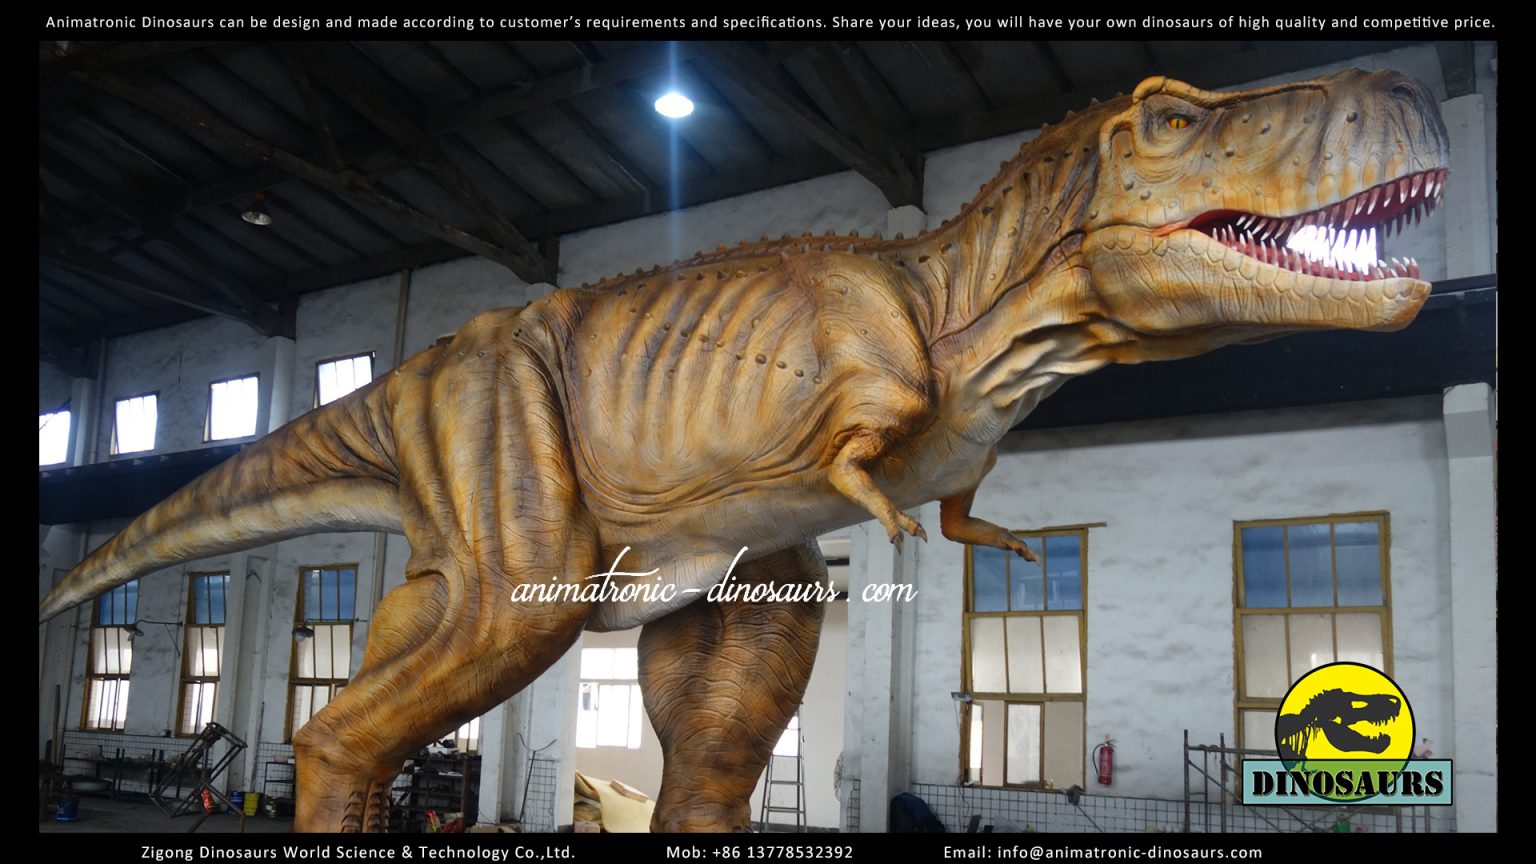 Animatronic Dinosaurs can be design and made according to customer’s requirements and specifications. Share your ideas, you will have your own dinosaurs of high quality and competitive price.
animatronic-dinosaurs.com
DINOSAURS
Zigong Dinosaurs World Science & Technology Co.,Ltd. Mob: +86 13778532392 Email: info@animatronic-dinosaurs.com